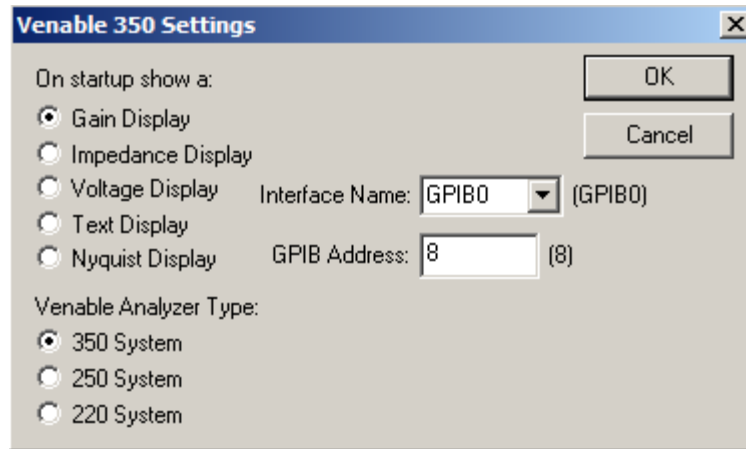 Venable 350 Settings
On startup show a:
Gain Display
Impedance Display
Voltage Display
Text Display
Nyquist Display
OK
Cancel
Interface Name: GPIB0 (GPIB0)
GPIB Address: 8 (8)
Venable Analyzer Type:
350 System
250 System
220 System